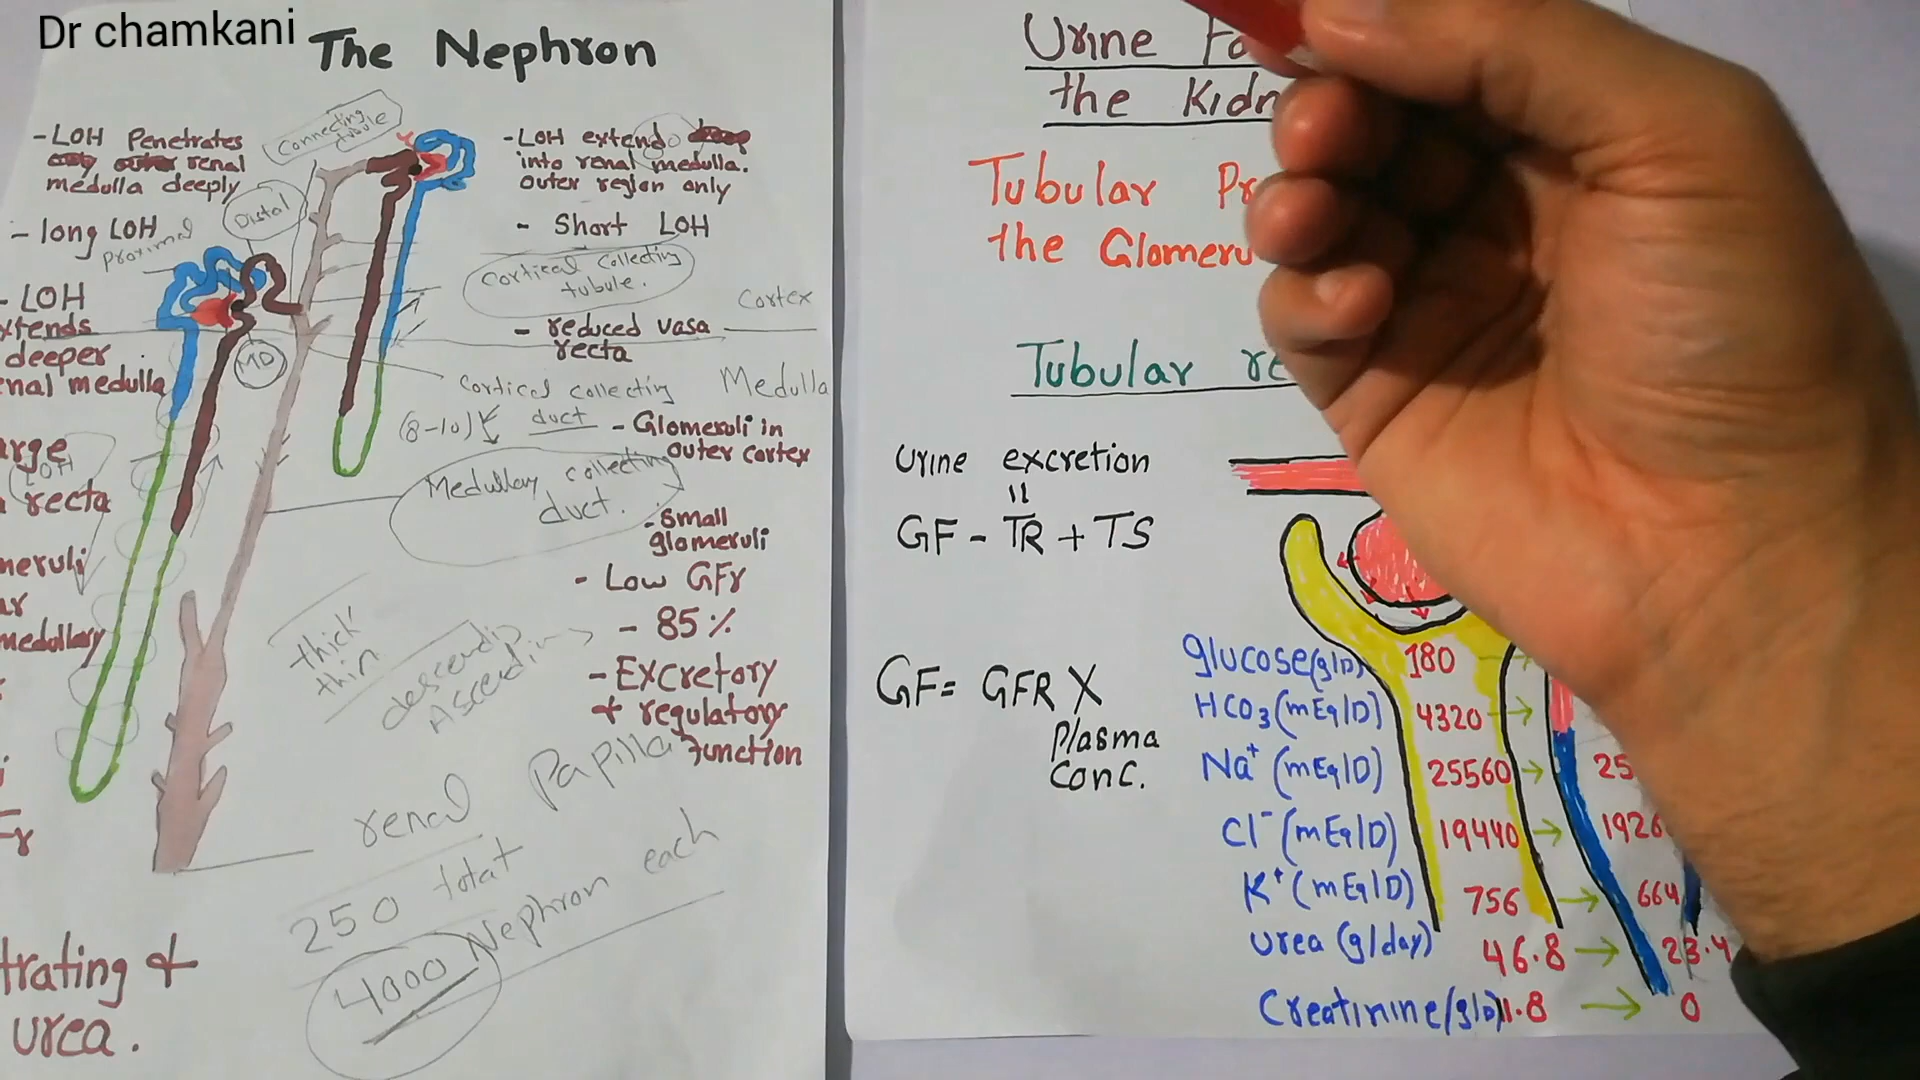 Dr chamkani
The Nephron
Connecting
tubule
- LOH Penetrates
renal
medulla deeply
- long LOH
Proximal
Distal
- LOH
extends
deeper
renal medulla
MD
LOH
recta
medullary
trating +
urea.
- LOH extend
into renal medulla.
outer region only
- Short LOH
Cortical Collecting
tubule.
Cortex
- reduced vasa
recta
Cortical collecting
duct
Medulla
(8-10)
- Glomeruli in
outer cortex
Medullary collecting
duct.
- Small
glomeruli
- Low GFr
- 85%
thick
thin
descending
Ascending
- Excretory
+ regulatory
function
renal Papilla
250 total
4000 Nephron each
Urine Fo
the Kidn
Tubular Pr
the Glomeru
Tubular re
Urine excretion
=
GF - TR + TS
GF = GFR X
Plasma
Conc.
Glucose (g/D) 180
HCO3 (mEq/D) 4320
Na+ (mEq/D) 25560 25
Cl- (mEq/D) 19440 1926
K+ (mEq/D) 756 664
Urea (g/day) 46.8 23.4
Creatinine (g/D) 1.8 0